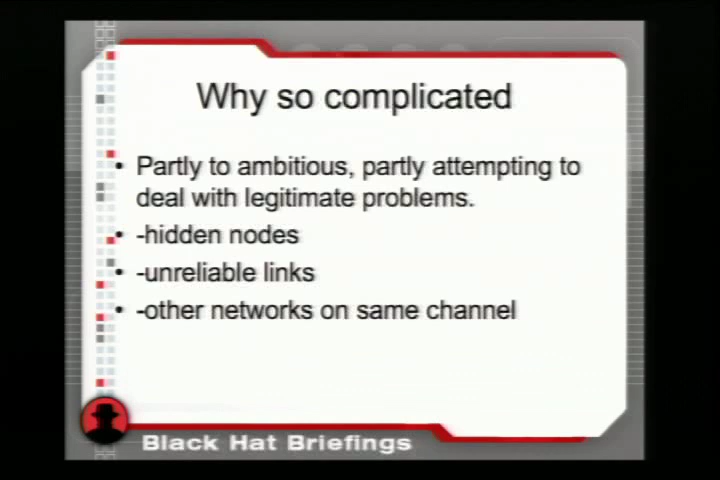 Why so complicated
• Partly to ambitious, partly attempting to
deal with legitimate problems.
• -hidden nodes
• -unreliable links
• -other networks on same channel
Black Hat Briefings